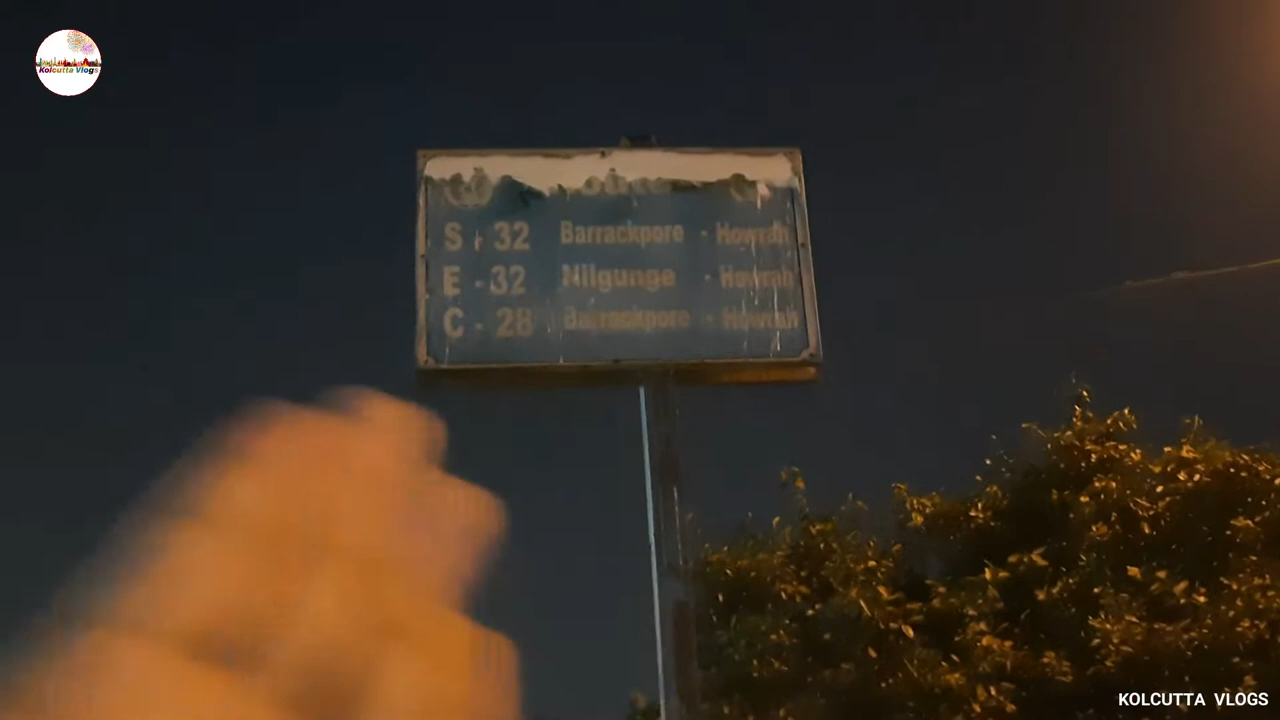 Kolcutta Vlogs
S - 32 Barrackpore - Howrah
E - 32 Nilgunge - Howrah
C - 28 Barrackpore - Howrah
KOLCUTTA VLOGS